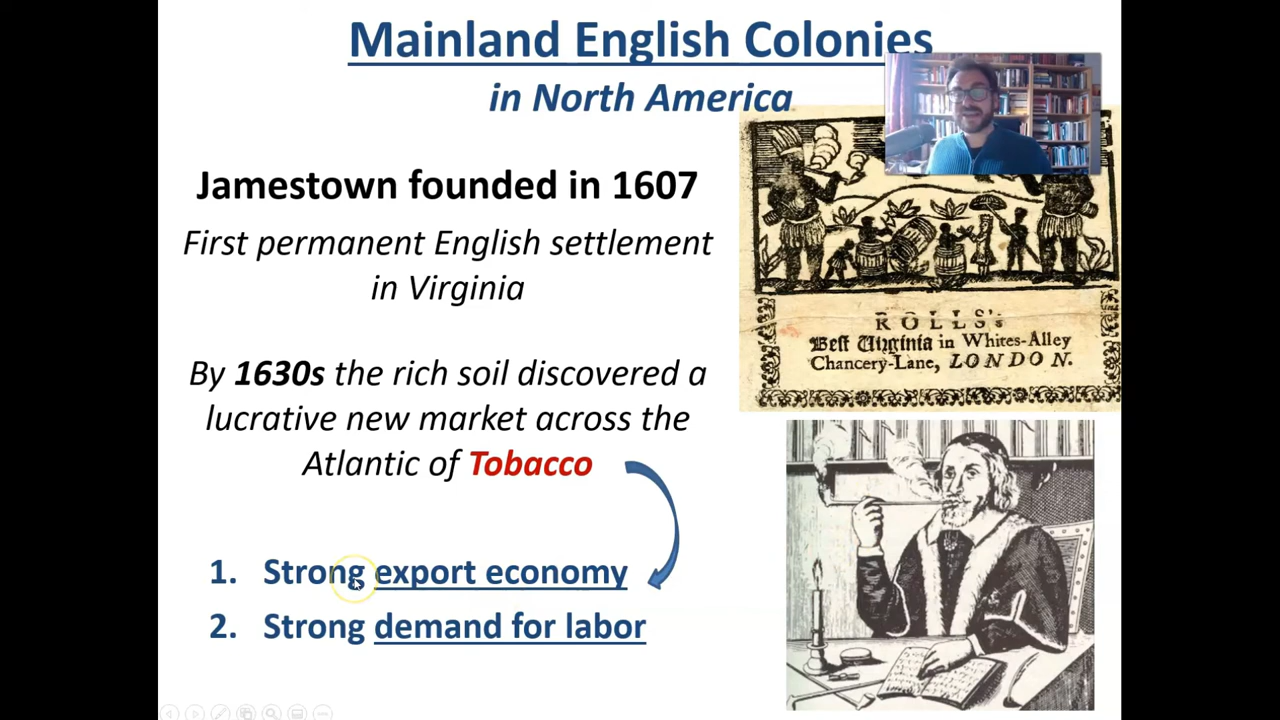 Mainland English Colonies
in North America
Jamestown founded in 1607
First permanent English settlement
in Virginia
By 1630s the rich soil discovered a
lucrative new market across the
Atlantic of Tobacco
1. Strong export economy
2. Strong demand for labor
ROLLS's
Best Virginia in Whites-Alley
Chancery-Lane, LONDON.